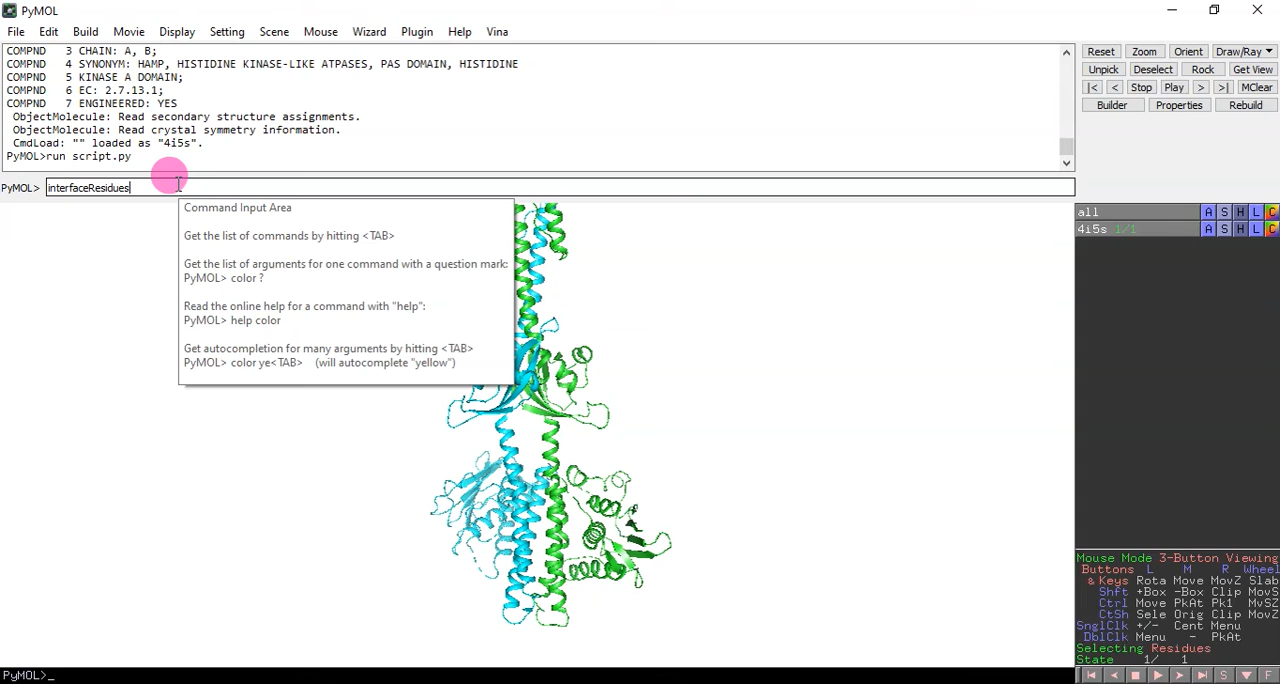 PyMOL
File Edit Build Movie Display Setting Scene Mouse Wizard Plugin Help Vina
COMPND   3 CHAIN: A, B;
COMPND   4 SYNONYM: HAMP, HISTIDINE KINASE-LIKE ATPASES, PAS DOMAIN, HISTIDINE
COMPND   5 KINASE A DOMAIN;
COMPND   6 EC: 2.7.13.1;
COMPND   7 ENGINEERED: YES
ObjectMolecule: Read secondary structure assignments.
ObjectMolecule: Read crystal symmetry information.
CmdLoad: "" loaded as "4i5s".
PyMOL>run script.py
PyMOL> interfaceResidues
Command Input Area
Get the list of commands by hitting <TAB>
Get the list of arguments for one command with a question mark:
PyMOL> color ?
Read the online help for a command with "help":
PyMOL> help color
Get autocompletion for many arguments by hitting <TAB>
PyMOL> color ye<TAB>    (will autocomplete "yellow")
Reset Zoom Orient Draw/Ray ▼
Unpick Deselect Rock Get View
|< < Stop Play > >| MClear
Builder Properties Rebuild
all A S H L C
4i5s 1/1 A S H L C
Mouse Mode 3-Button Viewing
Buttons L M R Wheel
& Keys Rota Move MovZ Slab
Shft +Box -Box Clip MovS
Ctrl Move PkAt Pk1 MvSZ
CtSh Sele Orig Clip MovZ
SnglClk +/- Cent Menu
DblClk Menu - PkAt
Selecting Residues
State 1/ 1
S F
PyMOL>_